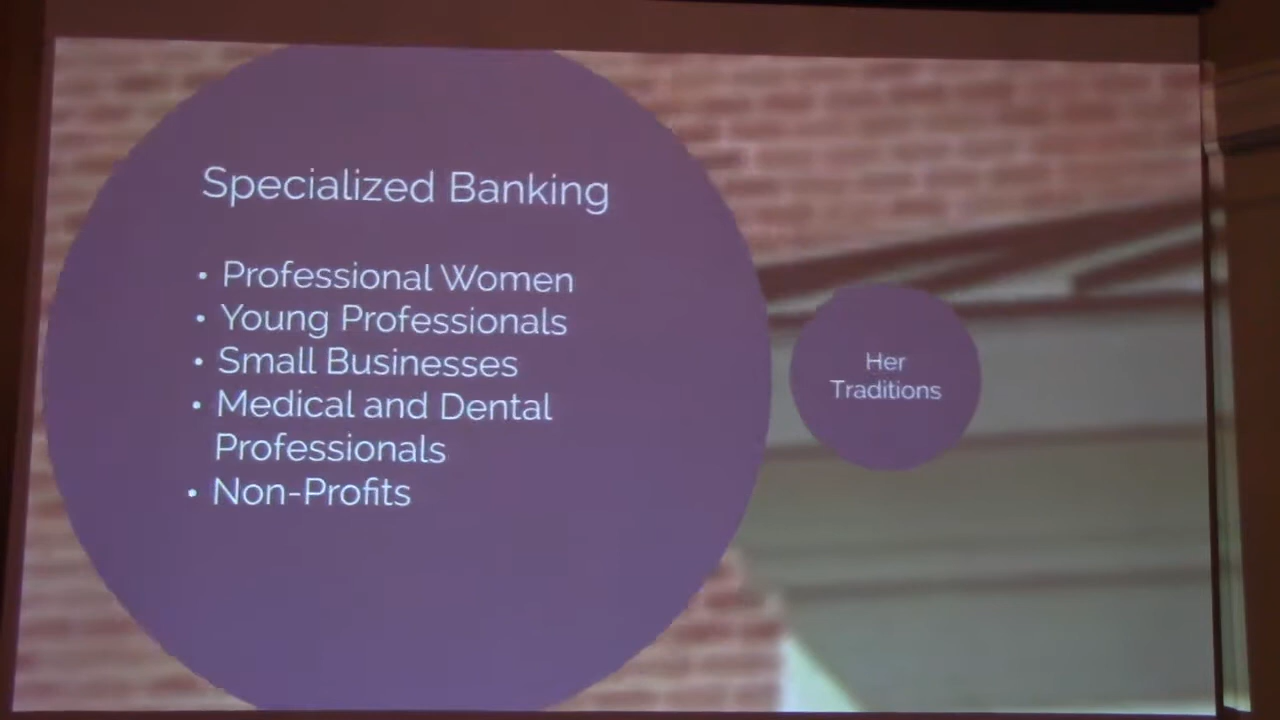 Specialized Banking
• Professional Women
• Young Professionals
• Small Businesses
• Medical and Dental
Professionals
• Non-Profits
Her
Traditions